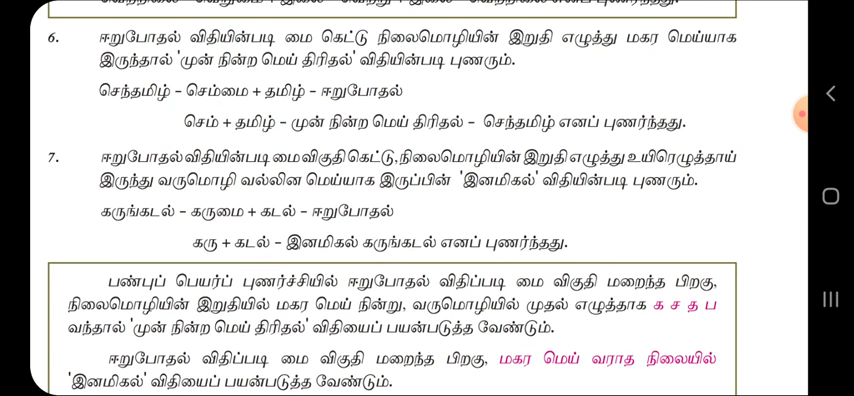 6. ஈறுபோதல் விதியின்படி மை கெட்டு நிலைமொழியின் இறுதி எழுத்து மகர மெய்யாக
இருந்தால் 'முன் நின்ற மெய் திரிதல்' விதியின்படி புணரும்.
செந்தமிழ் – செம்மை + தமிழ் – ஈறுபோதல்
செம் + தமிழ் – முன் நின்ற மெய் திரிதல் – செந்தமிழ் எனப் புணர்ந்தது.
7. ஈறுபோதல் விதியின்படி மை விகுதி கெட்டு, நிலைமொழியின் இறுதி எழுத்து உயிரெழுத்தாய்
இருந்து வருமொழி வல்லின மெய்யாக இருப்பின் 'இனமிகல்' விதியின்படி புணரும்.
கருங்கடல் – கருமை + கடல் – ஈறுபோதல்
கரு + கடல் – இனமிகல் கருங்கடல் எனப் புணர்ந்தது.
பண்புப் பெயர்ப் புணர்ச்சியில் ஈறுபோதல் விதிப்படி மை விகுதி மறைந்த பிறகு,
நிலைமொழியின் இறுதியில் மகர மெய் நின்று, வருமொழியில் முதல் எழுத்தாக க ச த ப
வந்தால் 'முன் நின்ற மெய் திரிதல்' விதியைப் பயன்படுத்த வேண்டும்.
ஈறுபோதல் விதிப்படி மை விகுதி மறைந்த பிறகு, மகர மெய் வராத நிலையில்
'இனமிகல்' விதியைப் பயன்படுத்த வேண்டும்.